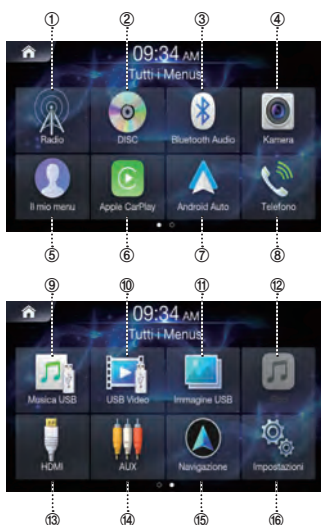 ① ② ③ ④
09:34 AM
Tutti i Menus
Radio DISC Bluetooth Audio Kamera
Il mio menu Apple CarPlay Android Auto Telefono
⑤ ⑥ ⑦ ⑧
⑨ ⑩ ⑪ ⑫
09:34 AM
Tutti i Menus
Musica USB USB Video Immagine USB
HDMI AUX Navigazione Impostazioni
⑬ ⑭ ⑮ ⑯